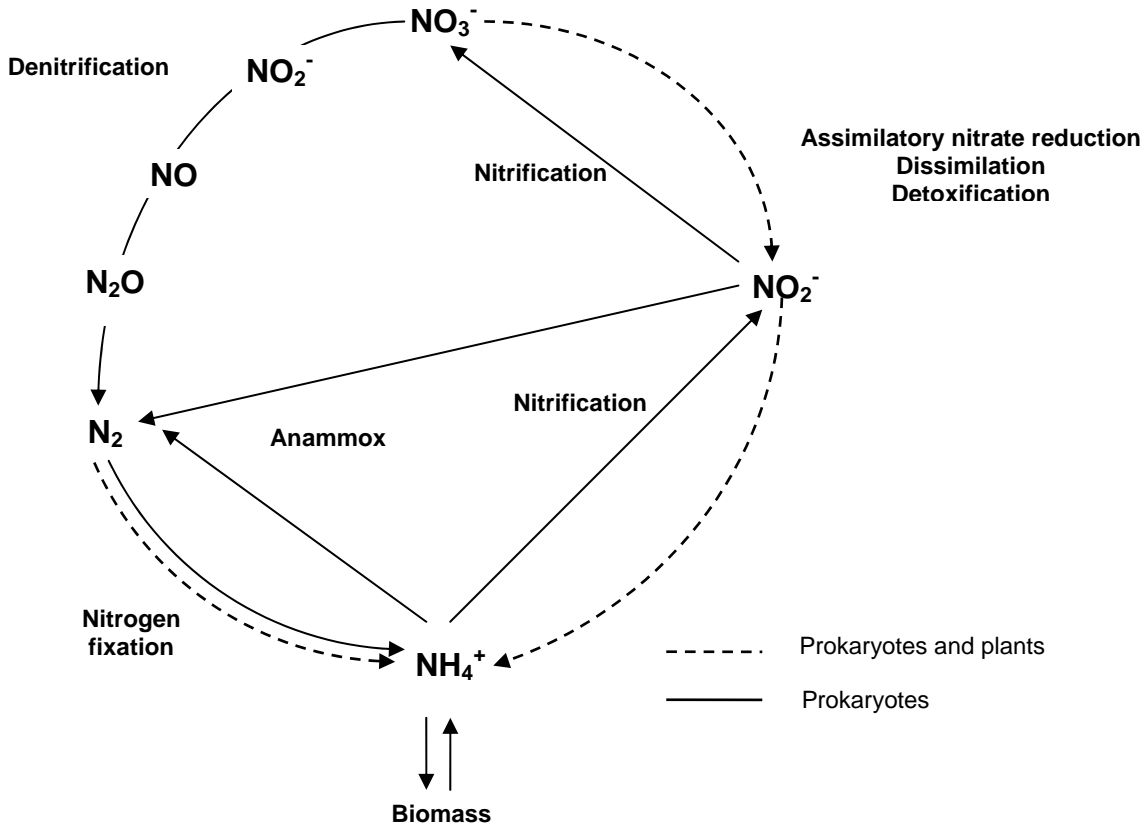 NO₃⁻
Denitrification
NO₂⁻
Assimilatory nitrate reduction
Dissimilation
Detoxification
NO
Nitrification
N₂O
NO₂⁻
Nitrification
N₂
Anammox
Nitrogen
fixation
NH₄⁺
Prokaryotes and plants
Prokaryotes
Biomass